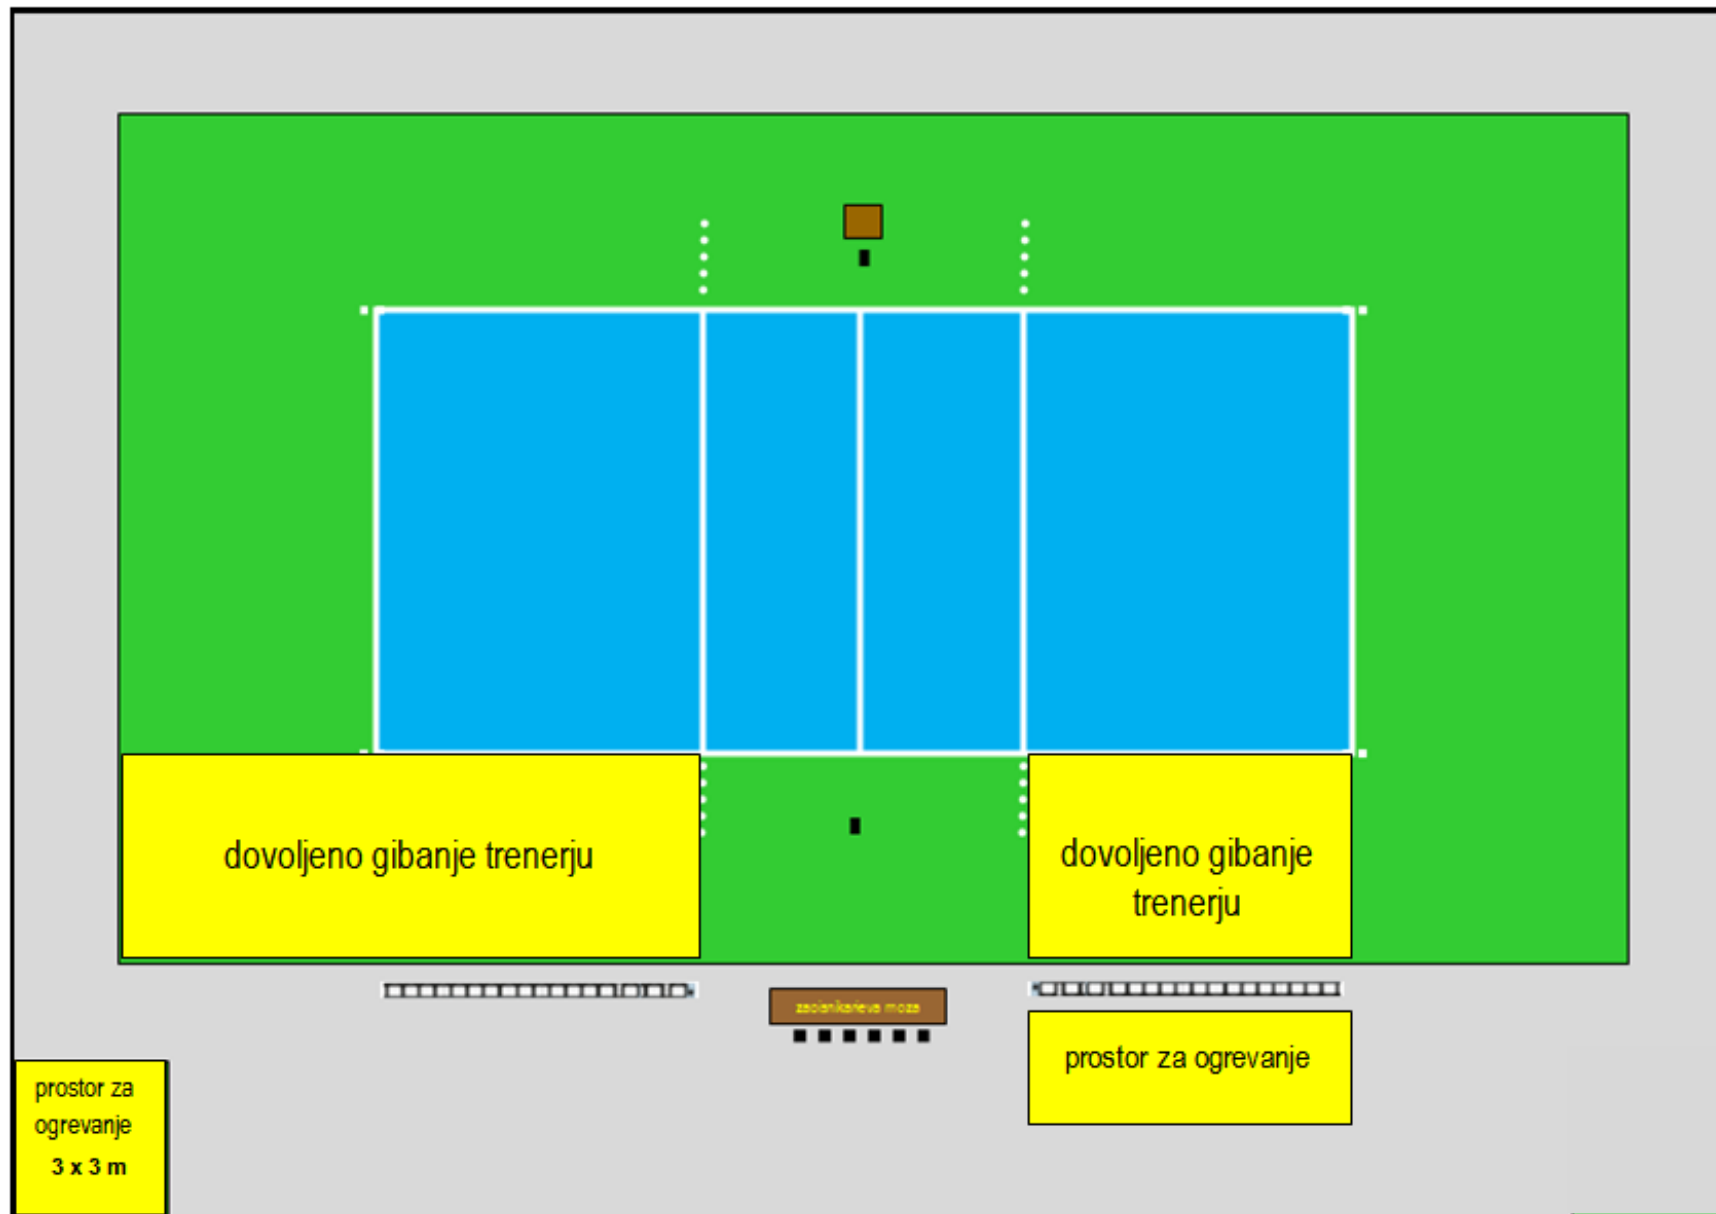 dovoljeno gibanje trenerju
dovoljeno gibanje
trenerju
prostor za ogrevanje
prostor za
ogrevanje
3 x 3 m